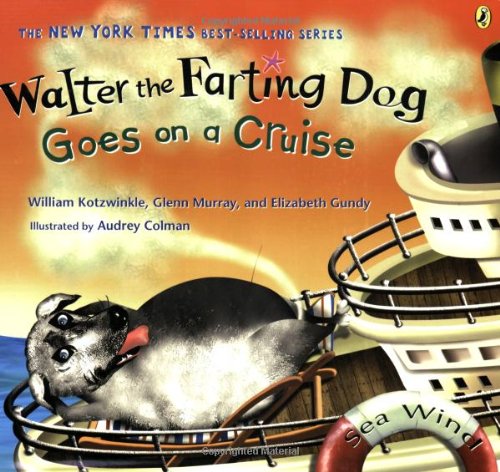 THE NEW YORK TIMES BEST-SELLING SERIES
Walter the Farting Dog
Goes on a Cruise
William Kotzwinkle, Glenn Murray, and Elizabeth Gundy
Illustrated by Audrey Colman
Sea Wind